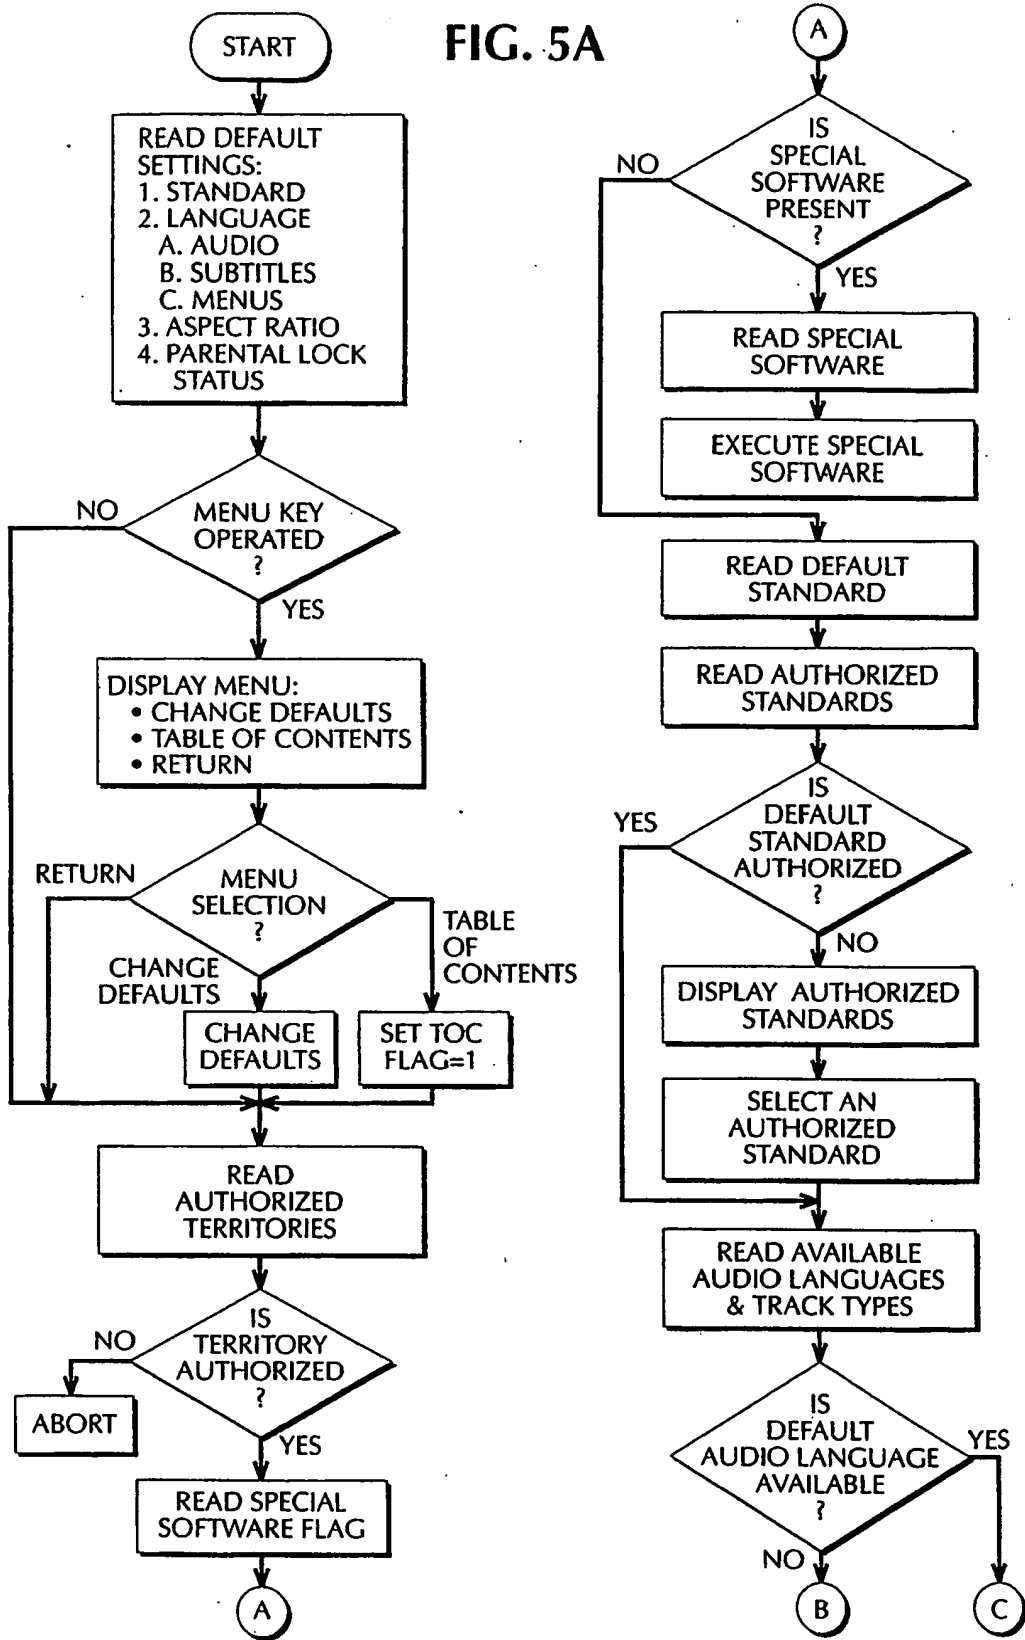 FIG. 5A
START
READ DEFAULT
SETTINGS:
1. STANDARD
2. LANGUAGE
A. AUDIO
B. SUBTITLES
C. MENUS
3. ASPECT RATIO
4. PARENTAL LOCK
STATUS
NO
MENU KEY
OPERATED
?
YES
DISPLAY MENU:
• CHANGE DEFAULTS
• TABLE OF CONTENTS
• RETURN
RETURN
MENU
SELECTION
?
TABLE
OF
CONTENTS
CHANGE
DEFAULTS
CHANGE
DEFAULTS
SET TOC
FLAG=1
READ
AUTHORIZED
TERRITORIES
NO
IS
TERRITORY
AUTHORIZED
?
ABORT
YES
READ SPECIAL
SOFTWARE FLAG
A
A
IS
SPECIAL
SOFTWARE
PRESENT
?
NO
YES
READ SPECIAL
SOFTWARE
EXECUTE SPECIAL
SOFTWARE
READ DEFAULT
STANDARD
READ AUTHORIZED
STANDARDS
YES
IS
DEFAULT
STANDARD
AUTHORIZED
?
NO
DISPLAY AUTHORIZED
STANDARDS
SELECT AN
AUTHORIZED
STANDARD
READ AVAILABLE
AUDIO LANGUAGES
& TRACK TYPES
IS
DEFAULT
AUDIO LANGUAGE
AVAILABLE
?
YES
NO
B
C